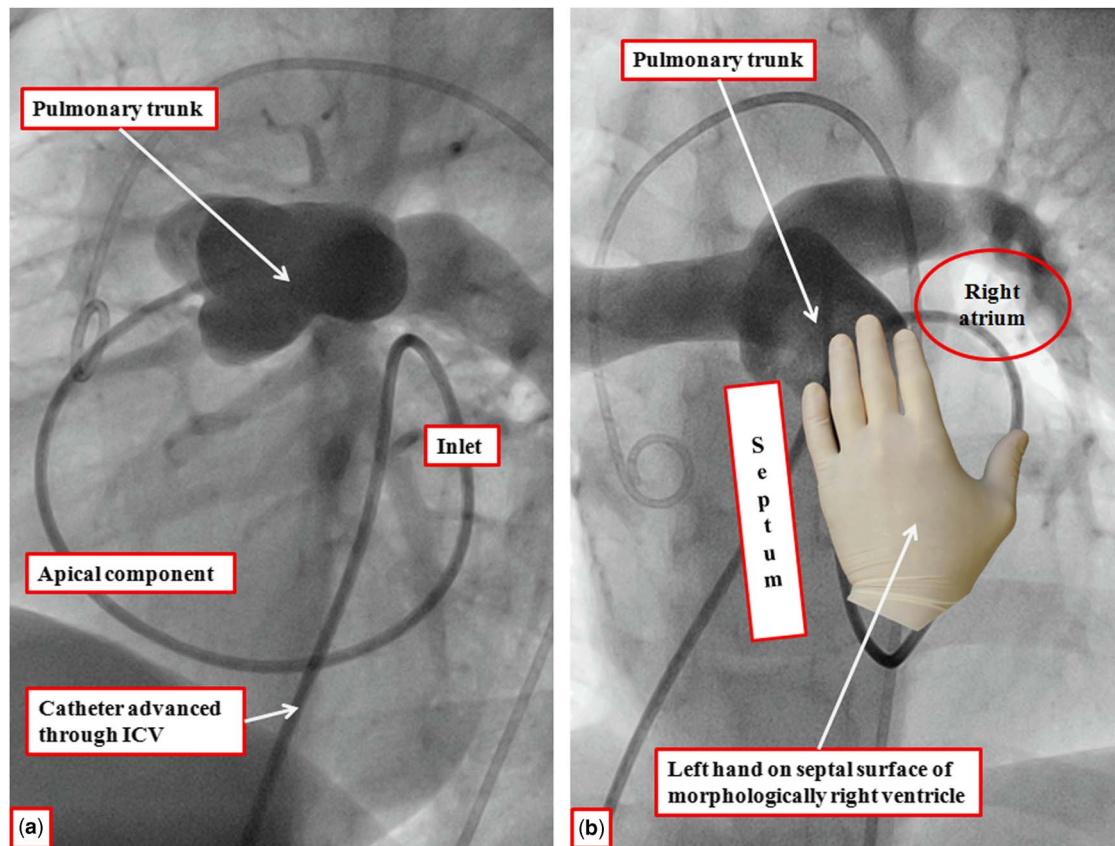 Pulmonary trunk
Inlet
Apical component
Catheter advanced
through ICV
(a)
Pulmonary trunk
Right
atrium
S
e
p
t
u
m
Left hand on septal surface of
morphologically right ventricle
(b)